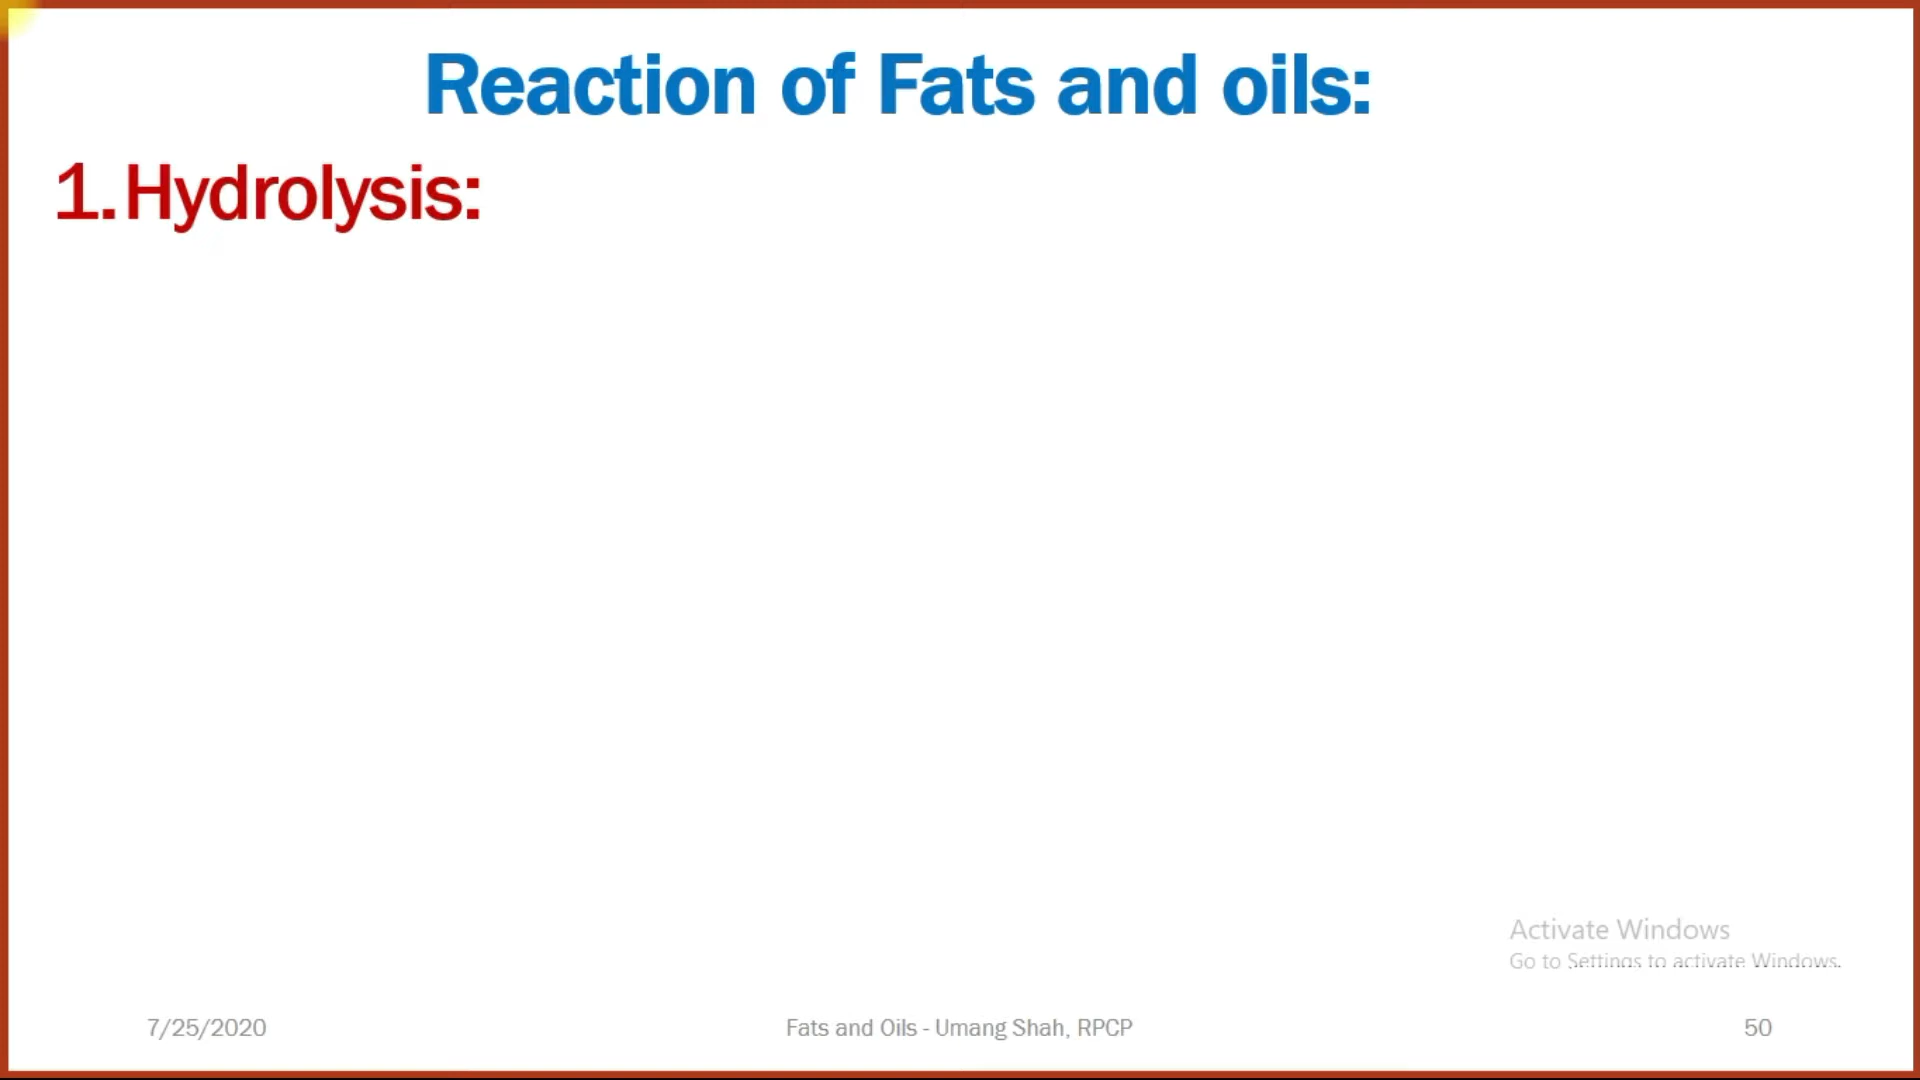 Reaction of Fats and oils:
1. Hydrolysis:
Activate Windows
Go to Settings to activate Windows.
7/25/2020
Fats and Oils - Umang Shah, RPCP
50